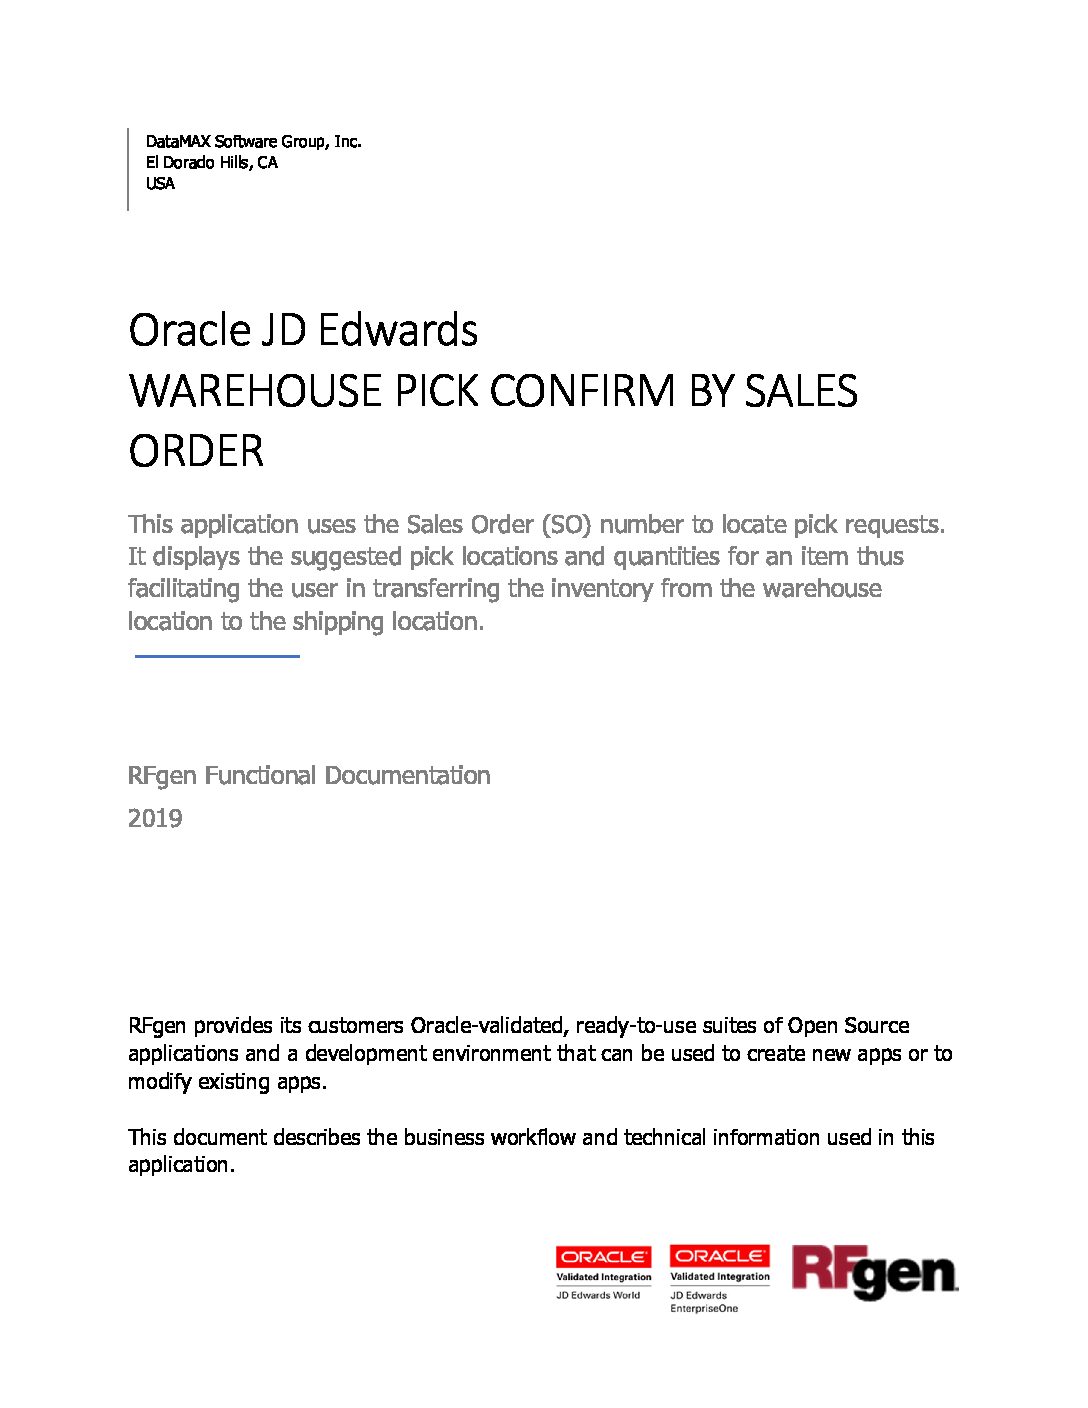 DataMAX Software Group, Inc.
El Dorado Hills, CA
USA
Oracle JD Edwards
WAREHOUSE PICK CONFIRM BY SALES
ORDER
This application uses the Sales Order (SO) number to locate pick requests.
It displays the suggested pick locations and quantities for an item thus
facilitating the user in transferring the inventory from the warehouse
location to the shipping location.
RFgen Functional Documentation
2019
RFgen provides its customers Oracle-validated, ready-to-use suites of Open Source
applications and a development environment that can be used to create new apps or to
modify existing apps.
This document describes the business workflow and technical information used in this
application.
ORACLE
Validated Integration
JD Edwards World
ORACLE
Validated Integration
JD Edwards
EnterpriseOne
RFgen